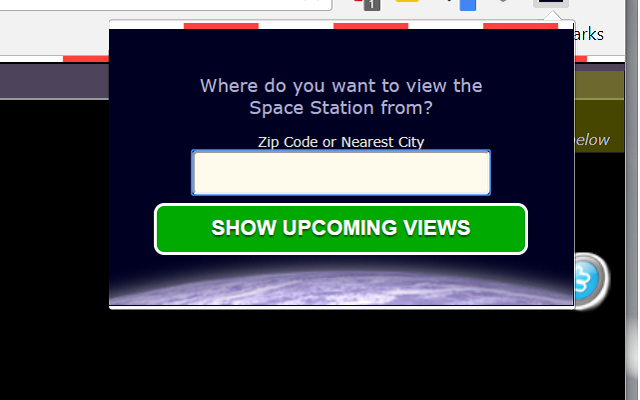 1
arks
Where do you want to view the
Space Station from?
below
Zip Code or Nearest City
SHOW UPCOMING VIEWS